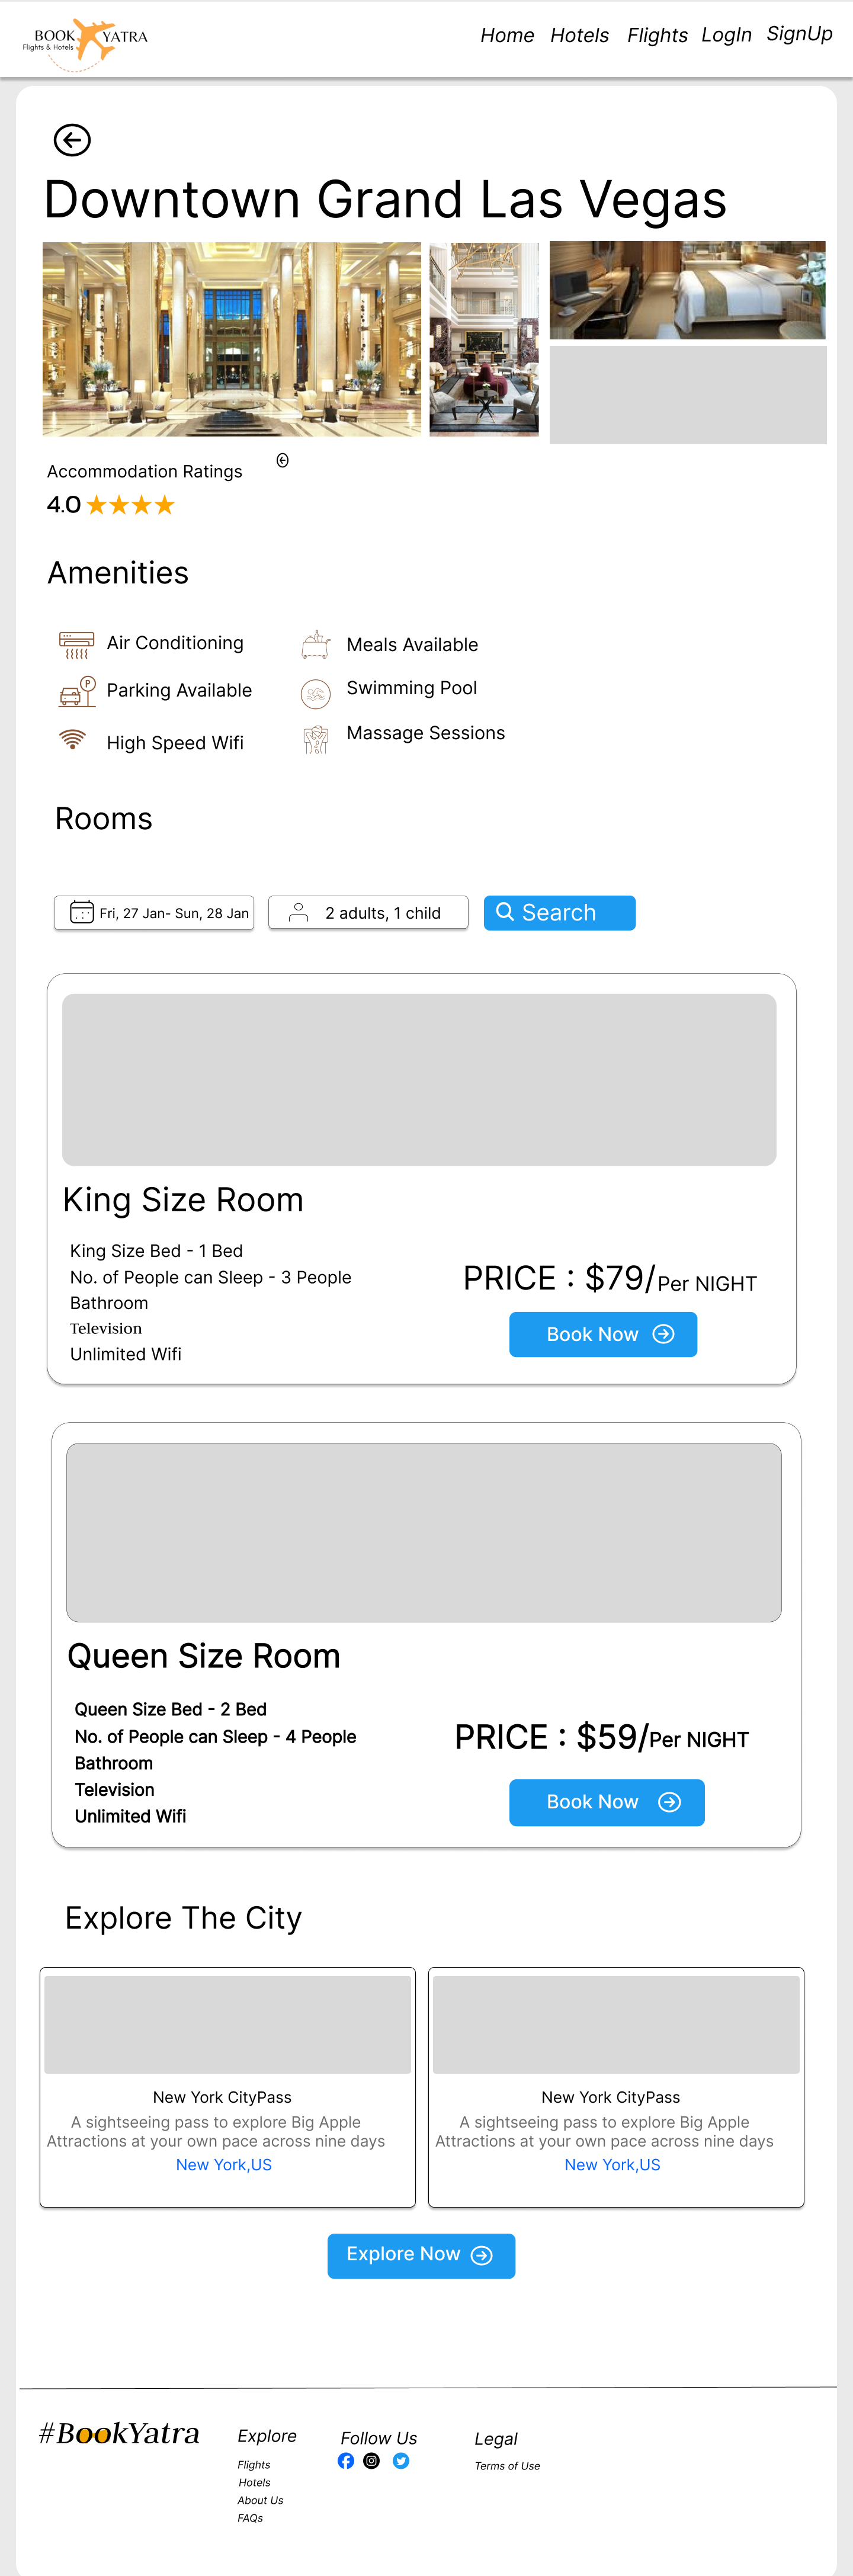 BOOK YATRA
Flights & Hotels
Home Hotels Flights LogIn SignUp
Downtown Grand Las Vegas
Accommodation Ratings
4.0
Amenities
Air Conditioning
Meals Available
Parking Available
P
Swimming Pool
High Speed Wifi
Massage Sessions
Rooms
Fri, 27 Jan- Sun, 28 Jan
2 adults, 1 child
Search
King Size Room
King Size Bed - 1 Bed
No. of People can Sleep - 3 People
Bathroom
Television
Unlimited Wifi
PRICE : $79/Per NIGHT
Book Now
Queen Size Room
Queen Size Bed - 2 Bed
No. of People can Sleep - 4 People
Bathroom
Television
Unlimited Wifi
PRICE : $59/Per NIGHT
Book Now
Explore The City
New York CityPass
A sightseeing pass to explore Big Apple
Attractions at your own pace across nine days
New York,US
New York CityPass
A sightseeing pass to explore Big Apple
Attractions at your own pace across nine days
New York,US
Explore Now
#BookYatra
Explore
Flights
Hotels
About Us
FAQs
Follow Us
Legal
Terms of Use